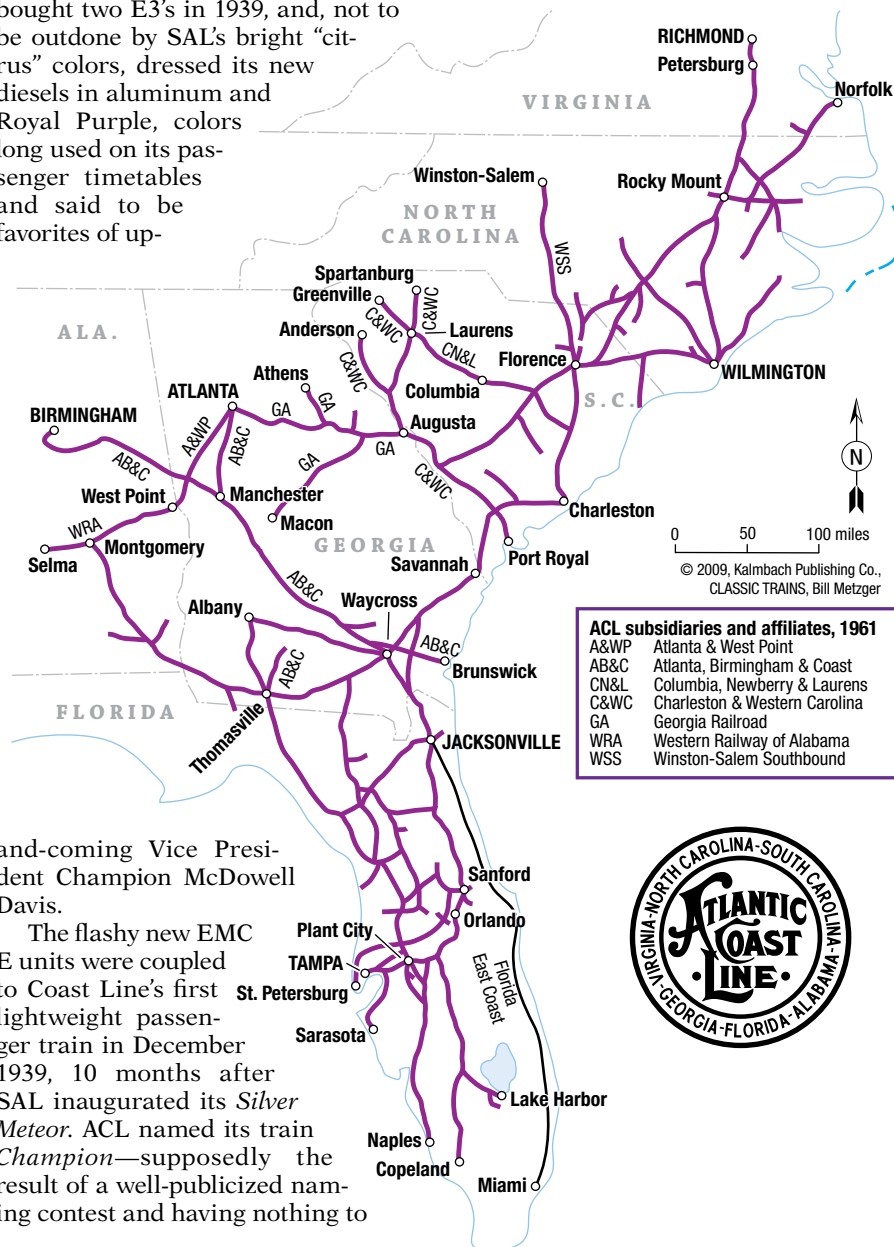 bought two E3's in 1939, and, not to
be outdone by SAL's bright “cit-
rus” colors, dressed its new
diesels in aluminum and
Royal Purple, colors
long used on its pas-
senger timetables
and said to be
favorites of up-
RICHMOND
Petersburg
Norfolk
VIRGINIA
Winston-Salem
Rocky Mount
NORTH
CAROLINA
WSS
Spartanburg
Greenville
C&WC
C&WC
Anderson
Laurens
ALA.
C&WC
CN&L
Florence
Athens
Columbia
WILMINGTON
ATLANTA
S.C.
GA
GA
BIRMINGHAM
A&WP
AB&C
Augusta
GA
AB&C
GA
C&WC
West Point
Manchester
Macon
Charleston
WRA
Montgomery
GEORGIA
Selma
Savannah
Port Royal
AB&C
Waycross
Albany
AB&C
Brunswick
AB&C
FLORIDA
Thomasville
JACKSONVILLE
N
0 50 100 miles
© 2009, Kalmbach Publishing Co.,
CLASSIC TRAINS, Bill Metzger
ACL subsidiaries and affiliates, 1961
A&WP Atlanta & West Point
AB&C Atlanta, Birmingham & Coast
CN&L Columbia, Newberry & Laurens
C&WC Charleston & Western Carolina
GA Georgia Railroad
WRA Western Railway of Alabama
WSS Winston-Salem Southbound
Sanford
Orlando
Plant City
TAMPA
St. Petersburg
Florida
East Coast
Sarasota
Lake Harbor
Naples
Copeland
Miami
VIRGINIA-NORTH CAROLINA-SOUTH CAROLINA-
-GEORGIA-FLORIDA-ALABAMA-
ATLANTIC
COAST
LINE
and-coming Vice Presi-
dent Champion McDowell
Davis.
The flashy new EMC
E units were coupled
to Coast Line's first
lightweight passen-
ger train in December
1939, 10 months after
SAL inaugurated its Silver
Meteor. ACL named its train
Champion—supposedly the
result of a well-publicized nam-
ing contest and having nothing to